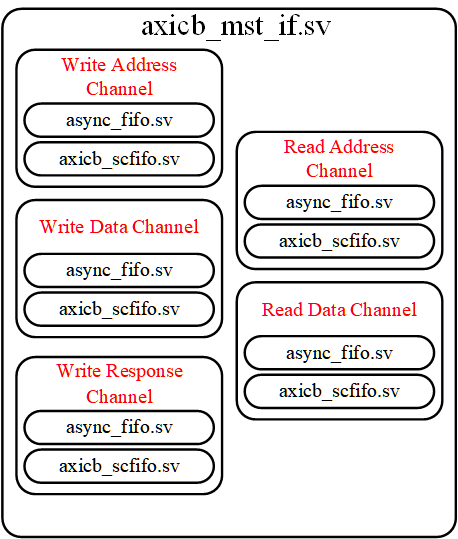 axicb_mst_if.sv
Write Address
Channel
async_fifo.sv
axicb_scfifo.sv
Write Data Channel
async_fifo.sv
axicb_scfifo.sv
Write Response
Channel
async_fifo.sv
axicb_scfifo.sv
Read Address
Channel
async_fifo.sv
axicb_scfifo.sv
Read Data Channel
async_fifo.sv
axicb_scfifo.sv